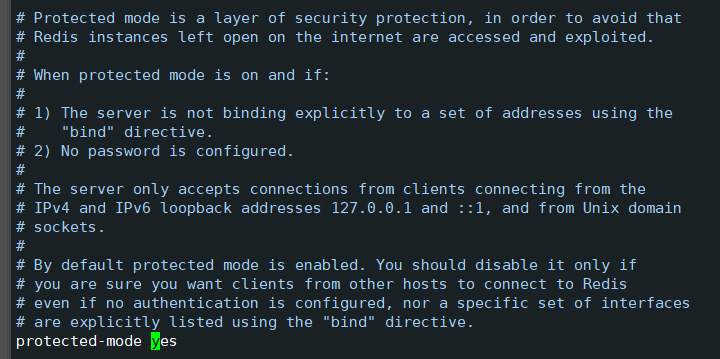 # Protected mode is a layer of security protection, in order to avoid that
# Redis instances left open on the internet are accessed and exploited.
#
# When protected mode is on and if:
#
# 1) The server is not binding explicitly to a set of addresses using the
#    "bind" directive.
# 2) No password is configured.
#
# The server only accepts connections from clients connecting from the
# IPv4 and IPv6 loopback addresses 127.0.0.1 and ::1, and from Unix domain
# sockets.
#
# By default protected mode is enabled. You should disable it only if
# you are sure you want clients from other hosts to connect to Redis
# even if no authentication is configured, nor a specific set of interfaces
# are explicitly listed using the "bind" directive.
protected-mode yes